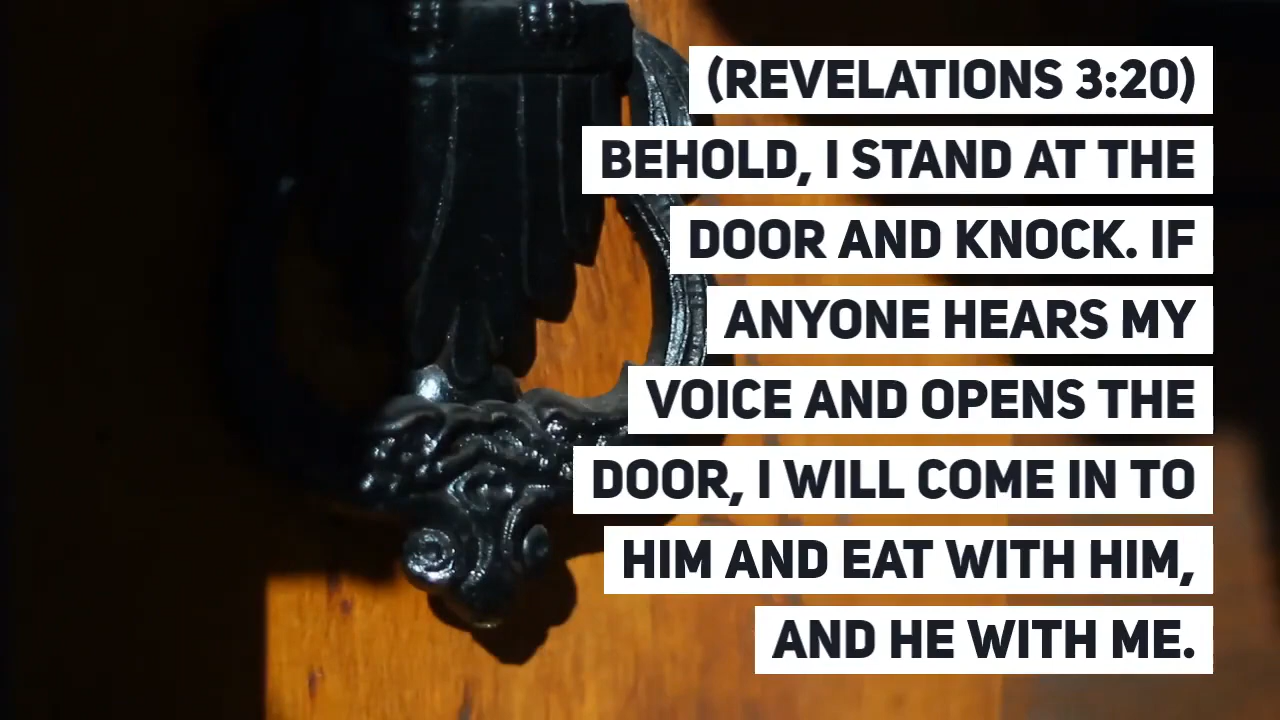 (REVELATIONS 3:20)
BEHOLD, I STAND AT THE
DOOR AND KNOCK. IF
ANYONE HEARS MY
VOICE AND OPENS THE
DOOR, I WILL COME IN TO
HIM AND EAT WITH HIM,
AND HE WITH ME.